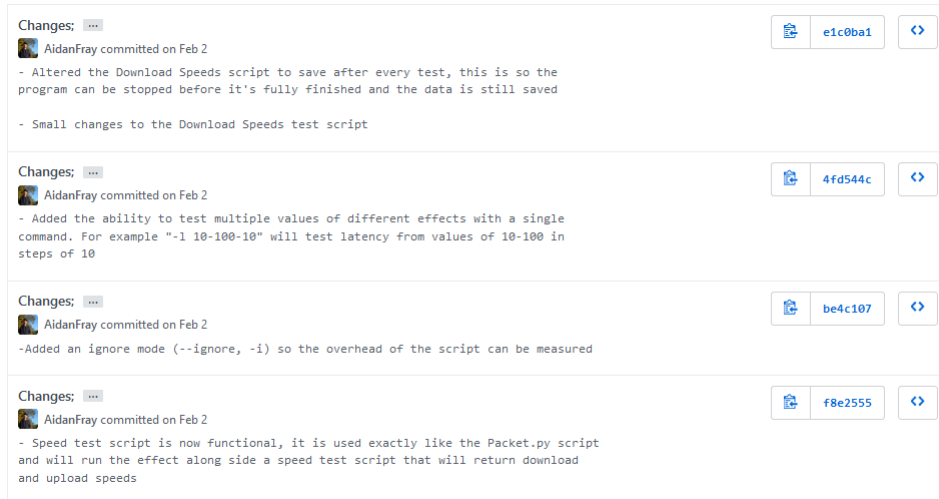 Changes; ...
AidanFray committed on Feb 2
e1c0ba1
- Altered the Download Speeds script to save after every test, this is so the
program can be stopped before it's fully finished and the data is still saved
- Small changes to the Download Speeds test script
Changes; ...
AidanFray committed on Feb 2
4fd544c
- Added the ability to test multiple values of different effects with a single
command. For example "-l 10-100-10" will test latency from values of 10-100 in
steps of 10
Changes; ...
AidanFray committed on Feb 2
be4c107
-Added an ignore mode (--ignore, -i) so the overhead of the script can be measured
Changes; ...
AidanFray committed on Feb 2
f8e2555
- Speed test script is now functional, it is used exactly like the Packet.py script
and will run the effect along side a speed test script that will return download
and upload speeds